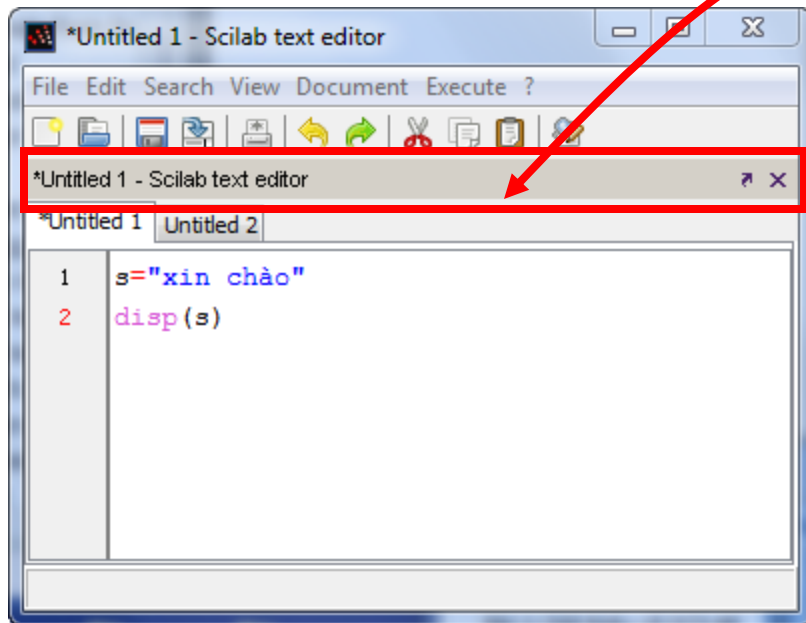 *Untitled 1 - Scilab text editor
File Edit Search View Document Execute ?
*Untitled 1 - Scilab text editor
*Untitled 1 Untitled 2
1 s="xin chào"
2 disp(s)